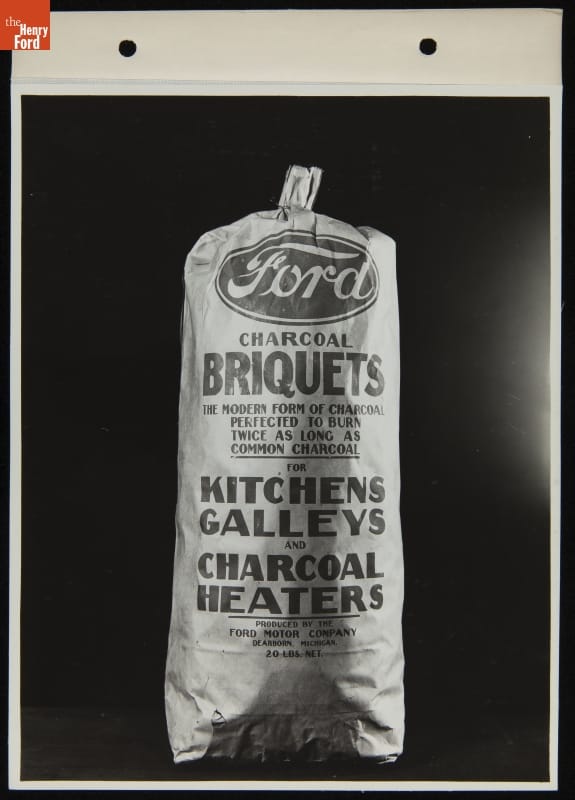 the
Henry
Ford
Ford
CHARCOAL
BRIQUETS
THE MODERN FORM OF CHARCOAL
PERFECTED TO BURN
TWICE AS LONG AS
COMMON CHARCOAL
FOR
KITCHENS
GALLEYS
AND
CHARCOAL
HEATERS
PRODUCED BY THE
FORD MOTOR COMPANY
DEARBORN, MICHIGAN.
20 LBS. NET.